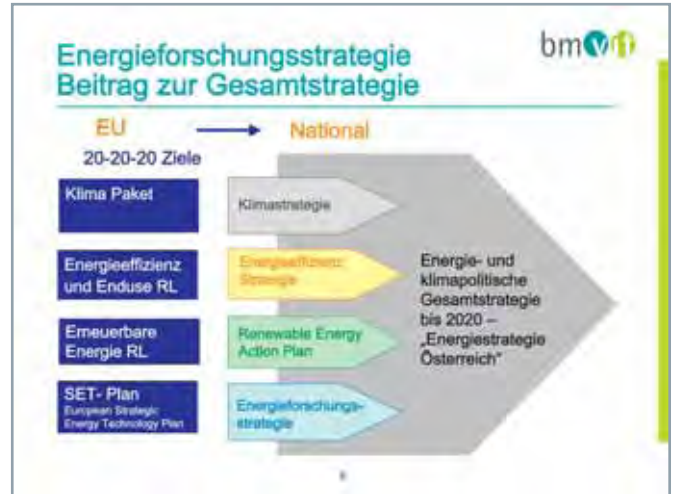 Energieforschungsstrategie
Beitrag zur Gesamtstrategie
bmvit
EU
National
20-20-20 Ziele
Klima Paket
Klimastrategie
Energieeffizienz
und Enduse RL
Energieeffizienz
Strategie
Erneuerbare
Energie RL
Renewable Energy
Action Plan
SET- Plan
European Strategic
Energy Technology Plan
Energieforschungs-
strategie
Energie- und
klimapolitische
Gesamtstrategie
bis 2020 –
„Energiestrategie
Österreich"